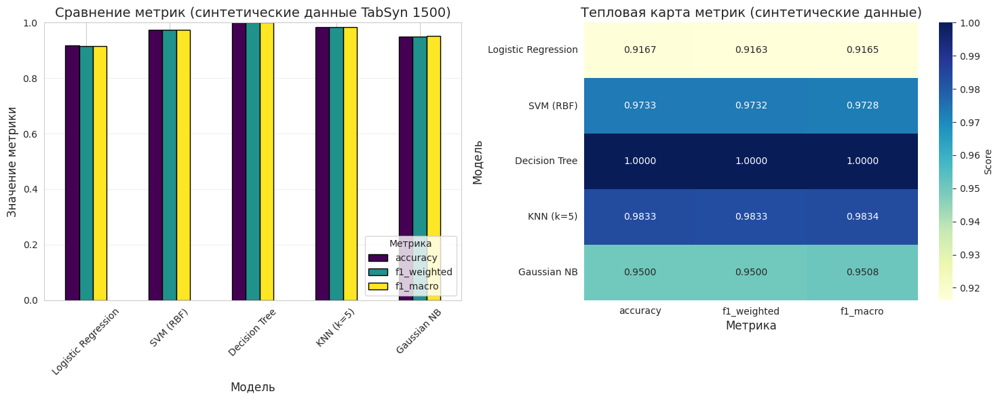 Сравнение метрик (синтетические данные TabSyn 1500)
Значение метрики
1.0
0.8
0.6
0.4
0.2
0.0
Метрика
accuracy
f1_weighted
f1_macro
Logistic Regression
SVM (RBF)
Decision Tree
KNN (k=5)
Gaussian NB
Модель
Тепловая карта метрик (синтетические данные)
Модель
Logistic Regression 0.9167 0.9163 0.9165
SVM (RBF) 0.9733 0.9732 0.9728
Decision Tree 1.0000 1.0000 1.0000
KNN (k=5) 0.9833 0.9833 0.9834
Gaussian NB 0.9500 0.9500 0.9508
accuracy f1_weighted f1_macro
Метрика
1.00
0.99
0.98
0.97
0.96
0.95
0.94
0.93
0.92
Score